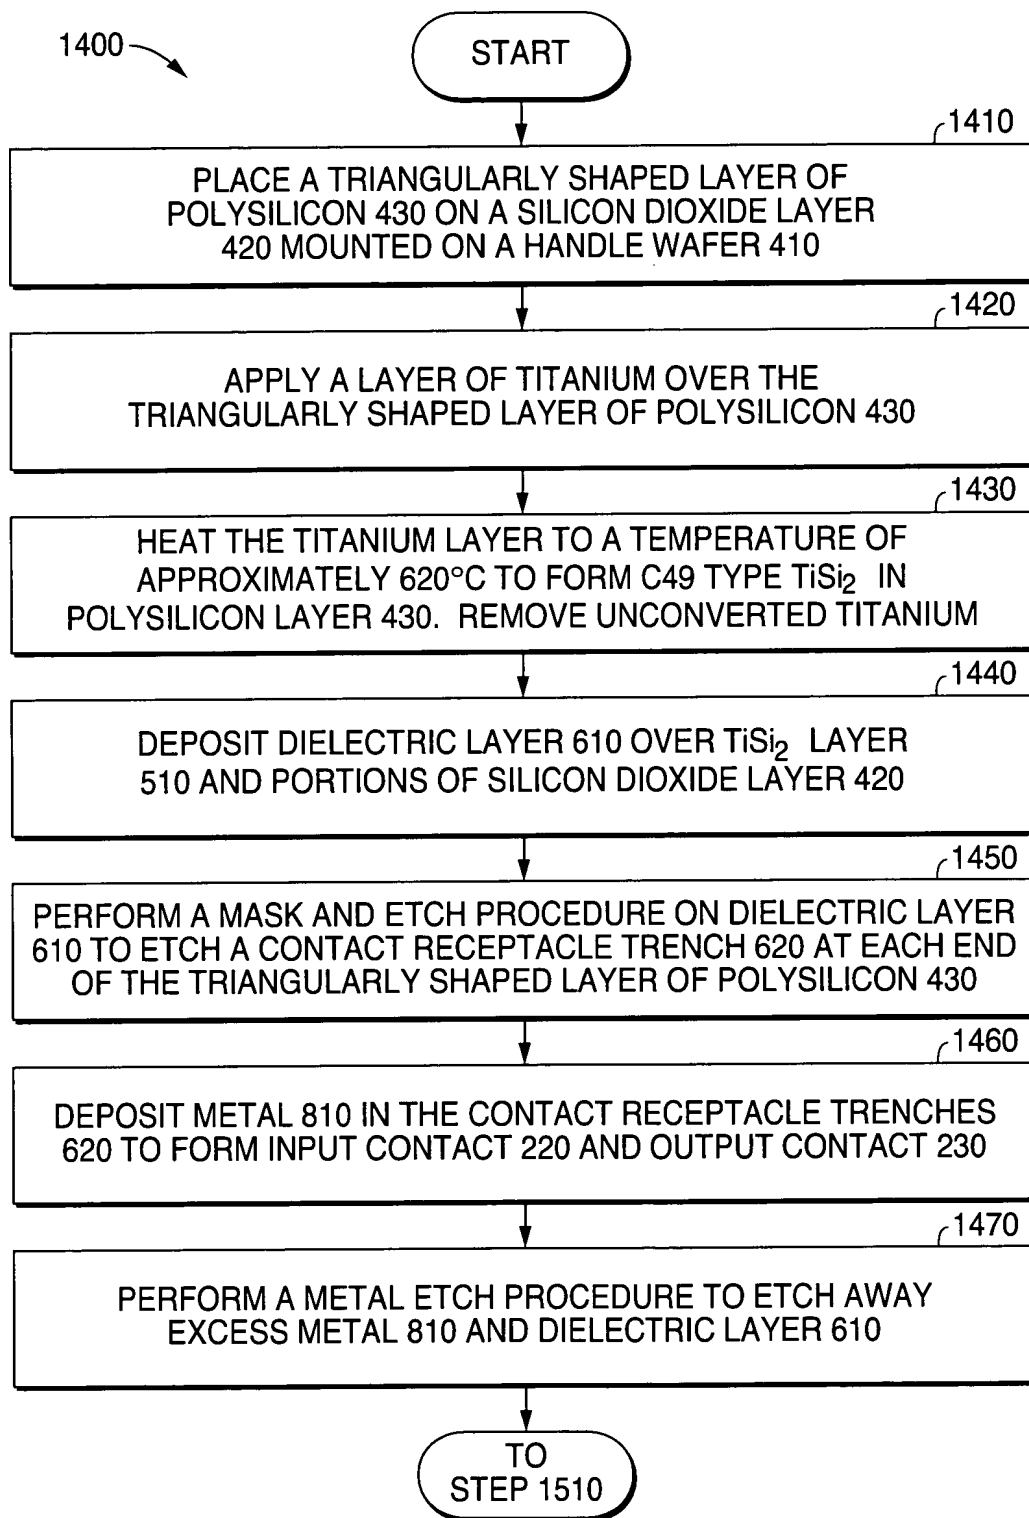 1400
START
1410
PLACE A TRIANGULARLY SHAPED LAYER OF
POLYSILICON 430 ON A SILICON DIOXIDE LAYER
420 MOUNTED ON A HANDLE WAFER 410
1420
APPLY A LAYER OF TITANIUM OVER THE
TRIANGULARLY SHAPED LAYER OF POLYSILICON 430
1430
HEAT THE TITANIUM LAYER TO A TEMPERATURE OF
APPROXIMATELY 620°C TO FORM C49 TYPE TiSi₂ IN
POLYSILICON LAYER 430. REMOVE UNCONVERTED TITANIUM
1440
DEPOSIT DIELECTRIC LAYER 610 OVER TiSi₂ LAYER
510 AND PORTIONS OF SILICON DIOXIDE LAYER 420
1450
PERFORM A MASK AND ETCH PROCEDURE ON DIELECTRIC LAYER
610 TO ETCH A CONTACT RECEPTACLE TRENCH 620 AT EACH END
OF THE TRIANGULARLY SHAPED LAYER OF POLYSILICON 430
1460
DEPOSIT METAL 810 IN THE CONTACT RECEPTACLE TRENCHES
620 TO FORM INPUT CONTACT 220 AND OUTPUT CONTACT 230
1470
PERFORM A METAL ETCH PROCEDURE TO ETCH AWAY
EXCESS METAL 810 AND DIELECTRIC LAYER 610
TO
STEP 1510